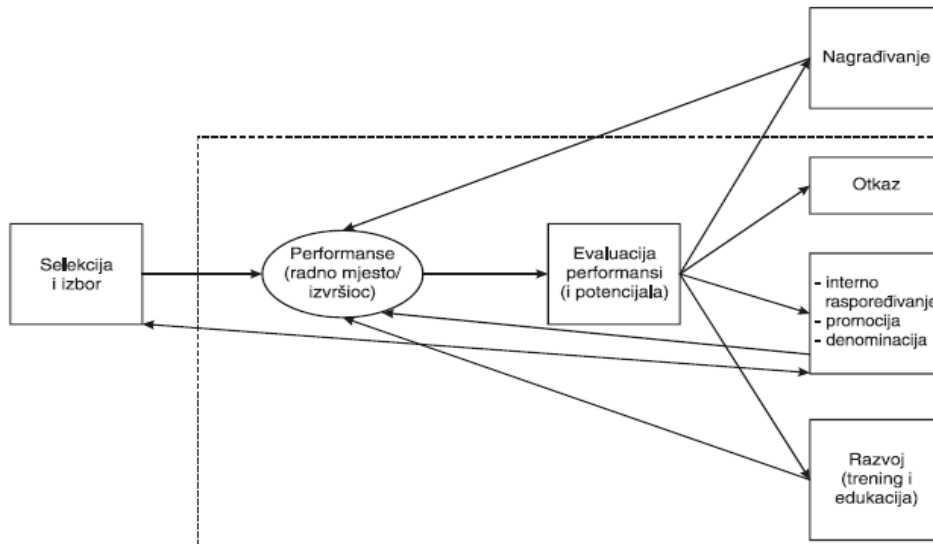 Nagrađivanje
Otkaz
Selekcija
i izbor
Performanse
(radno mjesto/
izvršioc)
Evaluacija
performansi
(i potencijala)
- interno
raspoređivanje
- promocija
- denominacija
Razvoj
(trening i
edukacija)